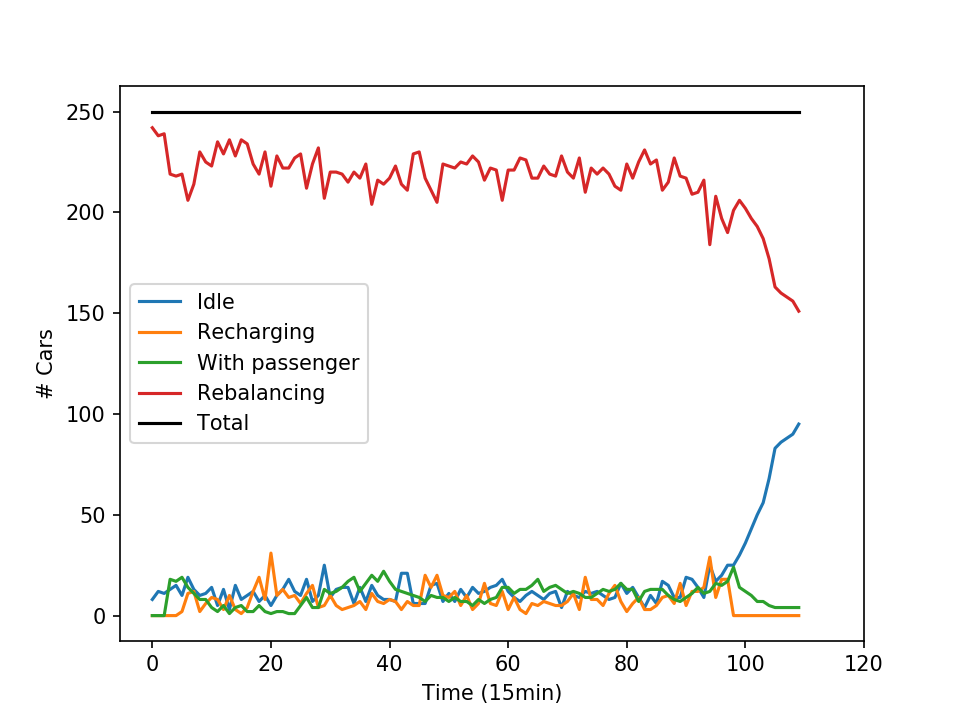 250
200
150
100
50
0
# Cars
Idle
Recharging
With passenger
Rebalancing
Total
0 20 40 60 80 100 120
Time (15min)